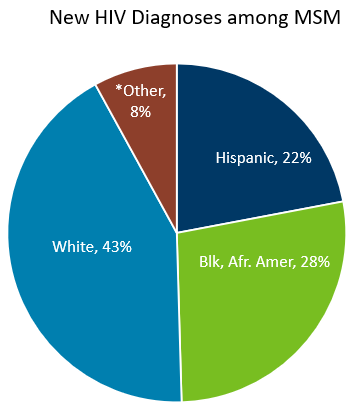 New HIV Diagnoses among MSM
*Other,
8%
Hispanic, 22%
White, 43%
Blk, Afr. Amer, 28%